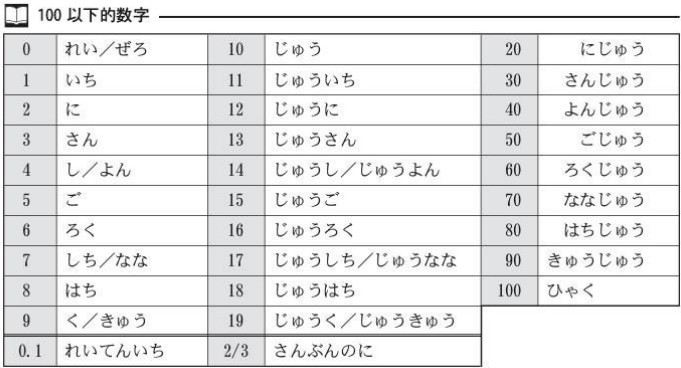 100 以下的数字
0 れい／ぜろ 10 じゅう 20 にじゅう
1 いち 11 じゅういち 30 さんじゅう
2 に 12 じゅうに 40 よんじゅう
3 さん 13 じゅうさん 50 ごじゅう
4 し／よん 14 じゅうし／じゅうよん 60 ろくじゅう
5 ご 15 じゅうご 70 ななじゅう
6 ろく 16 じゅうろく 80 はちじゅう
7 しち／なな 17 じゅうしち／じゅうなな 90 きゅうじゅう
8 はち 18 じゅうはち 100 ひゃく
9 く／きゅう 19 じゅうく／じゅうきゅう
0.1 れいてんいち 2/3 さんぶんのに